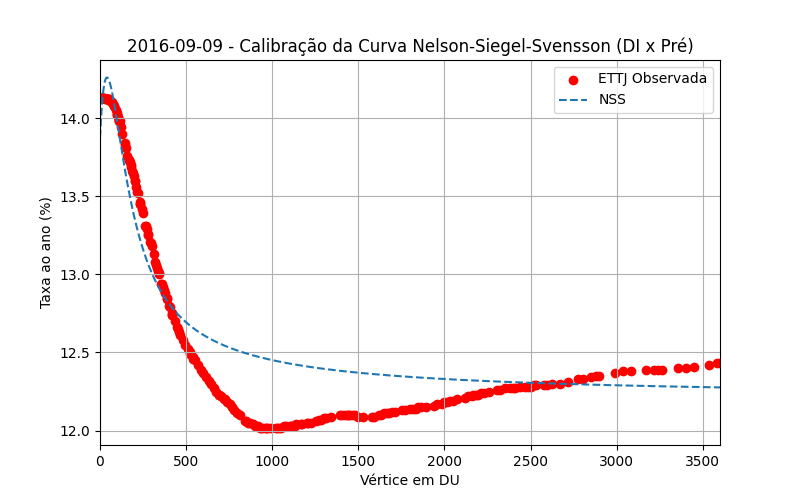 2016-09-09 - Calibração da Curva Nelson-Siegel-Svensson (DI x Pré)
ETTJ Observada
NSS
Taxa ao ano (%)
14.0
13.5
13.0
12.5
12.0
0 500 1000 1500 2000 2500 3000 3500
Vértice em DU